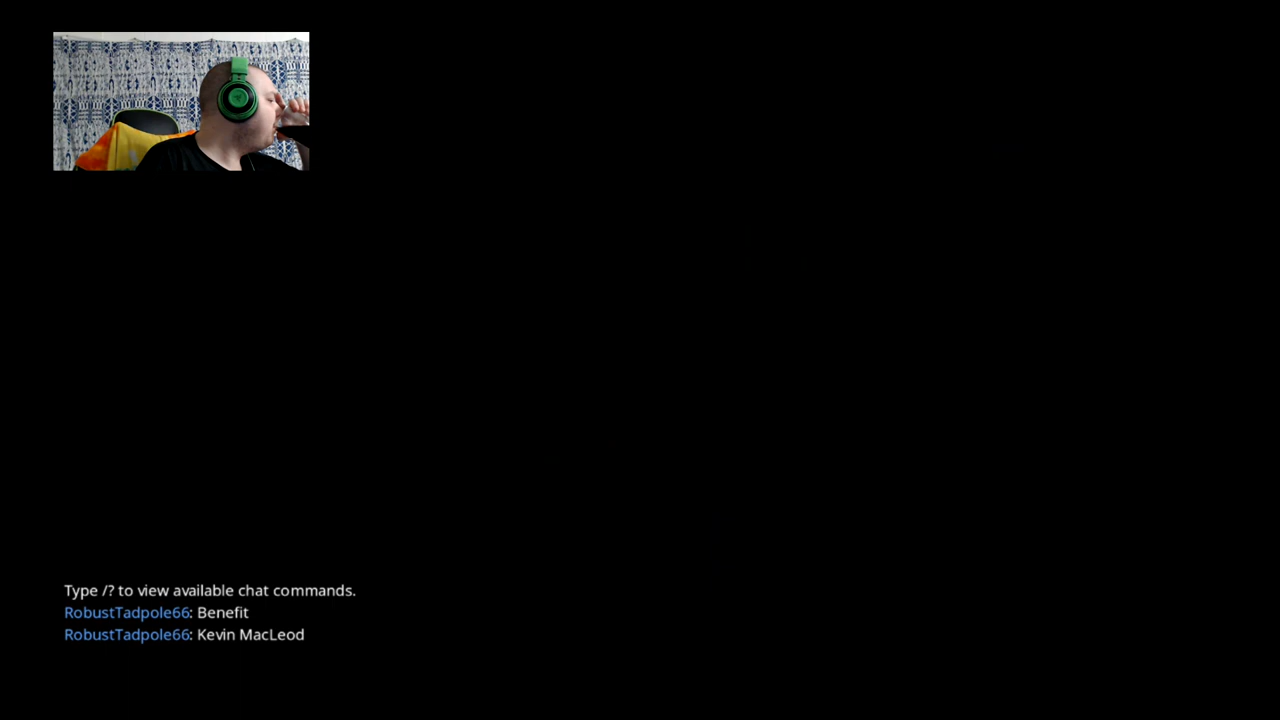 Type /? to view available chat commands.
RobustTadpole66: Benefit
RobustTadpole66: Kevin MacLeod